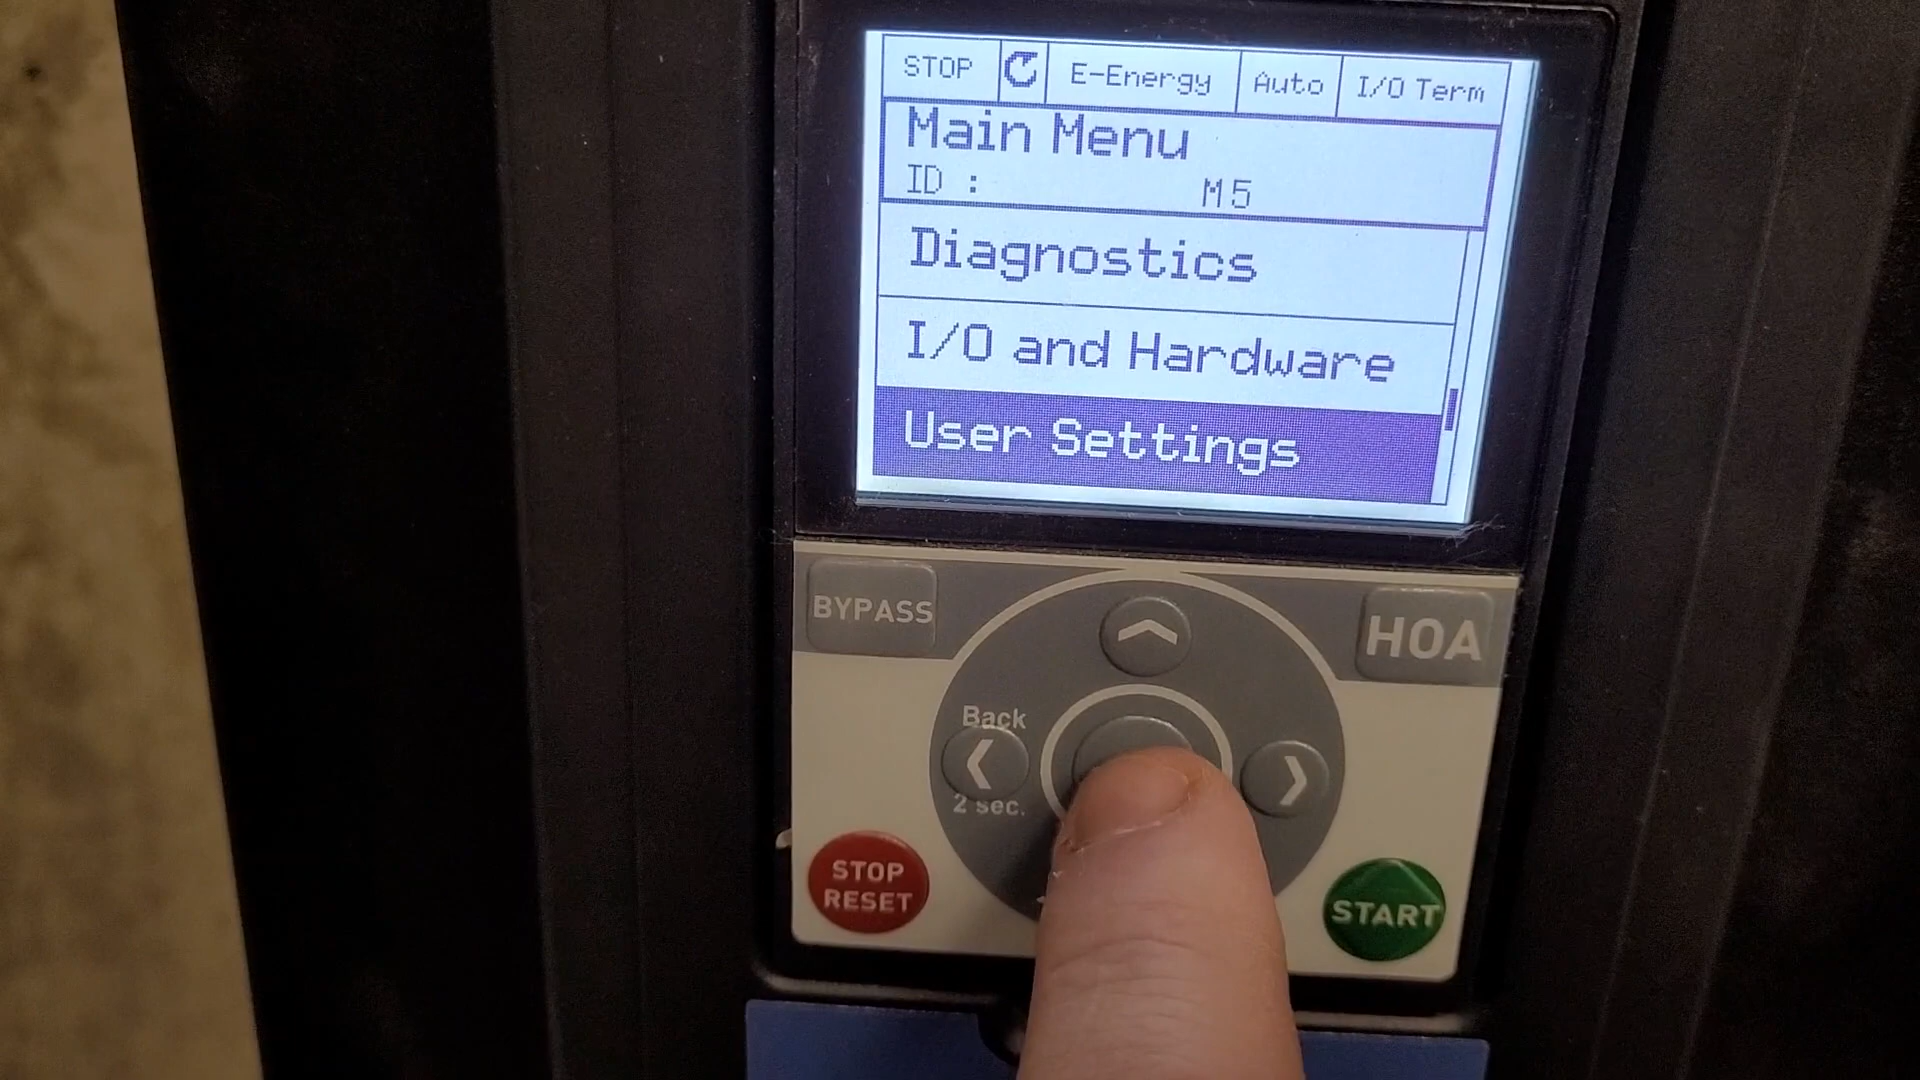 STOP E-Energy Auto I/O Term
Main Menu
ID : M5
Diagnostics
I/O and Hardware
User Settings
BYPASS
HOA
Back
2 sec.
STOP
RESET
START